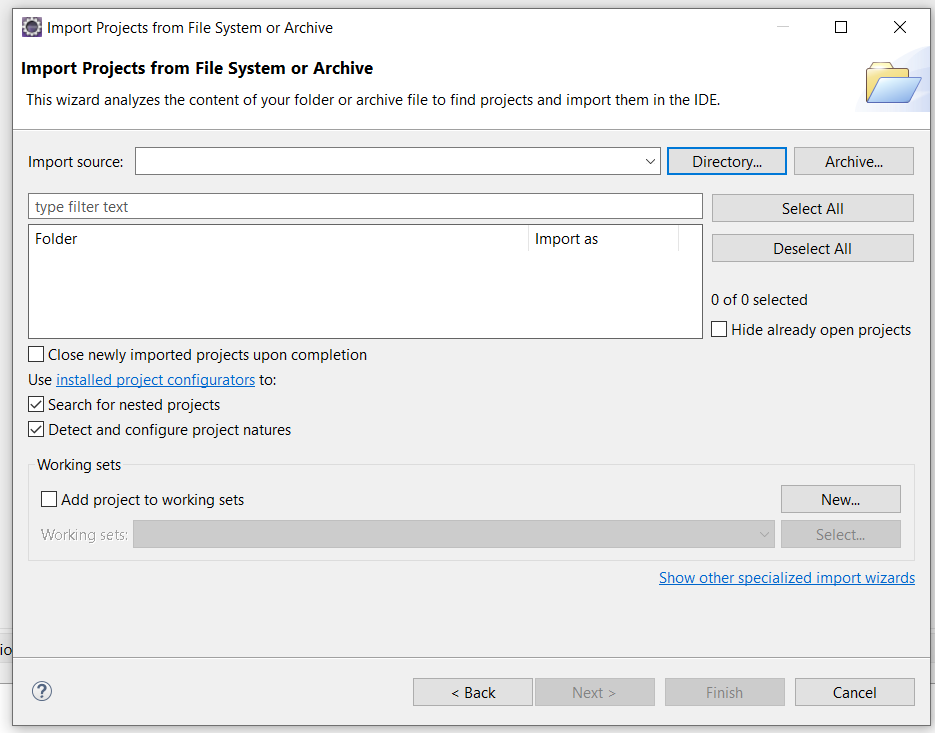 Import Projects from File System or Archive
Import Projects from File System or Archive
This wizard analyzes the content of your folder or archive file to find projects and import them in the IDE.
Import source: Directory... Archive...
type filter text Select All
Folder Import as
Deselect All
0 of 0 selected
Hide already open projects
Close newly imported projects upon completion
Use installed project configurators to:
Search for nested projects
Detect and configure project natures
Working sets
Add project to working sets New...
Working sets: Select...
Show other specialized import wizards
io
? < Back Next > Finish Cancel